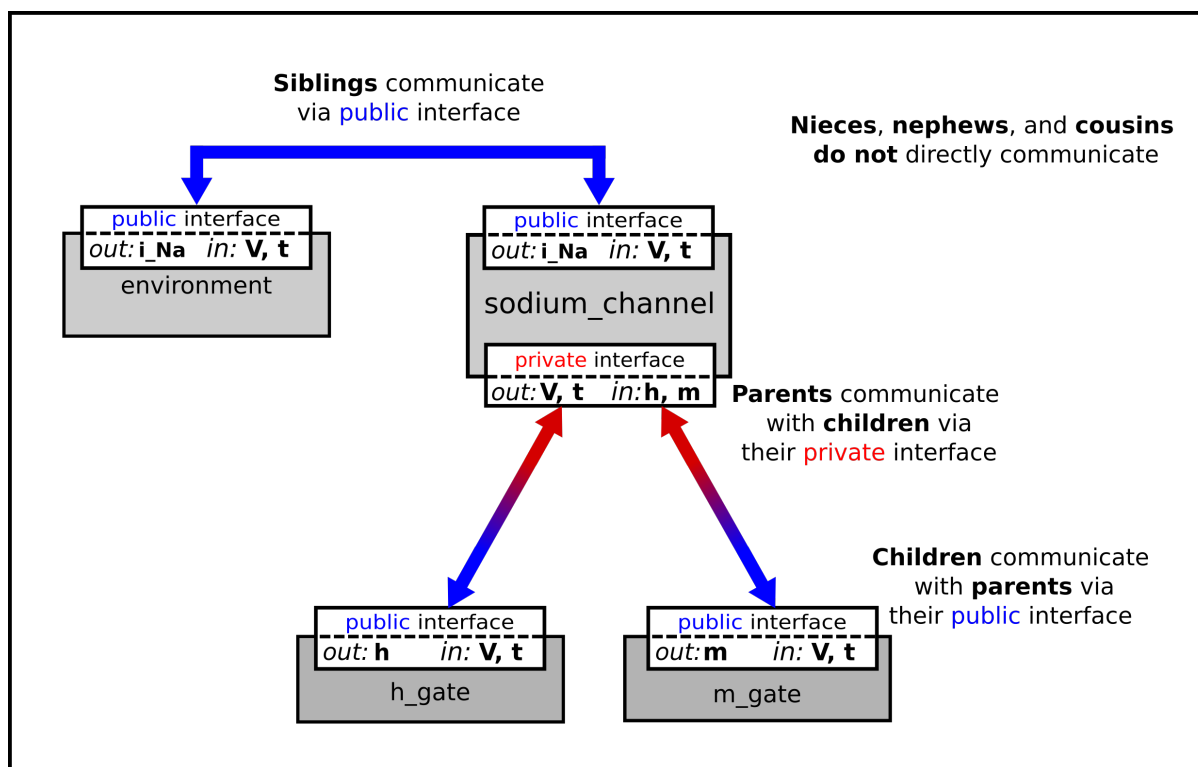 Siblings communicate
via public interface
Nieces, nephews, and cousins
do not directly communicate
public interface
out: i_Na in: V, t
environment
public interface
out: i_Na in: V, t
sodium_channel
private interface
out: V, t in: h, m
Parents communicate
with children via
their private interface
Children communicate
with parents via
their public interface
public interface
out: h in: V, t
h_gate
public interface
out: m in: V, t
m_gate